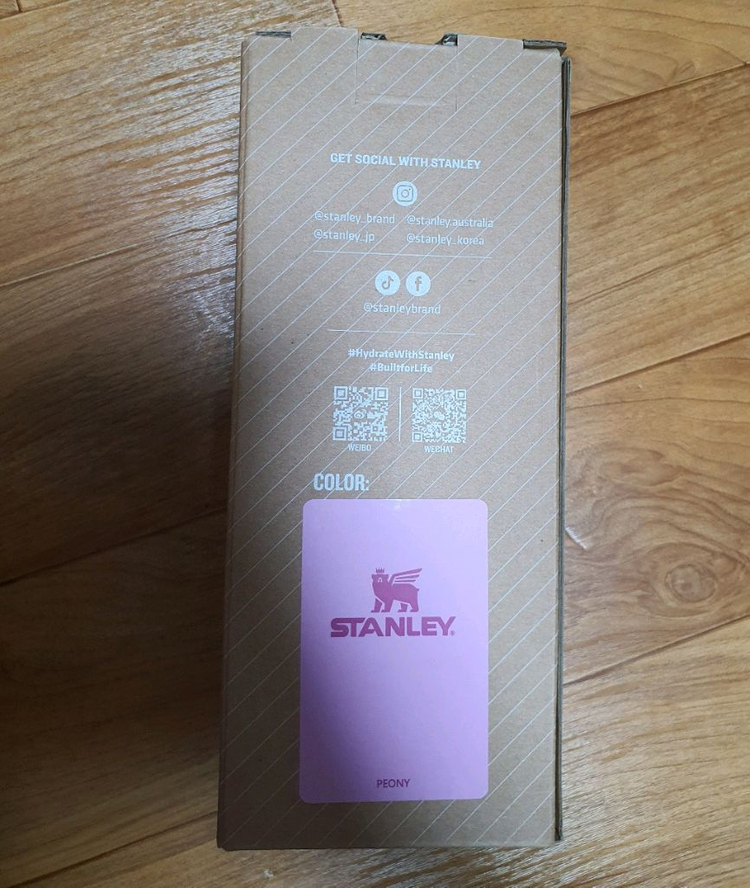 GET SOCIAL WITH STANLEY
@stanley_brand @stanley.australia
@stanley_jp @stanley_korea
@stanleybrand
#HydrateWithStanley
#BuiltforLife
WEIBO WECHAT
COLOR:
STANLEY®
PEONY